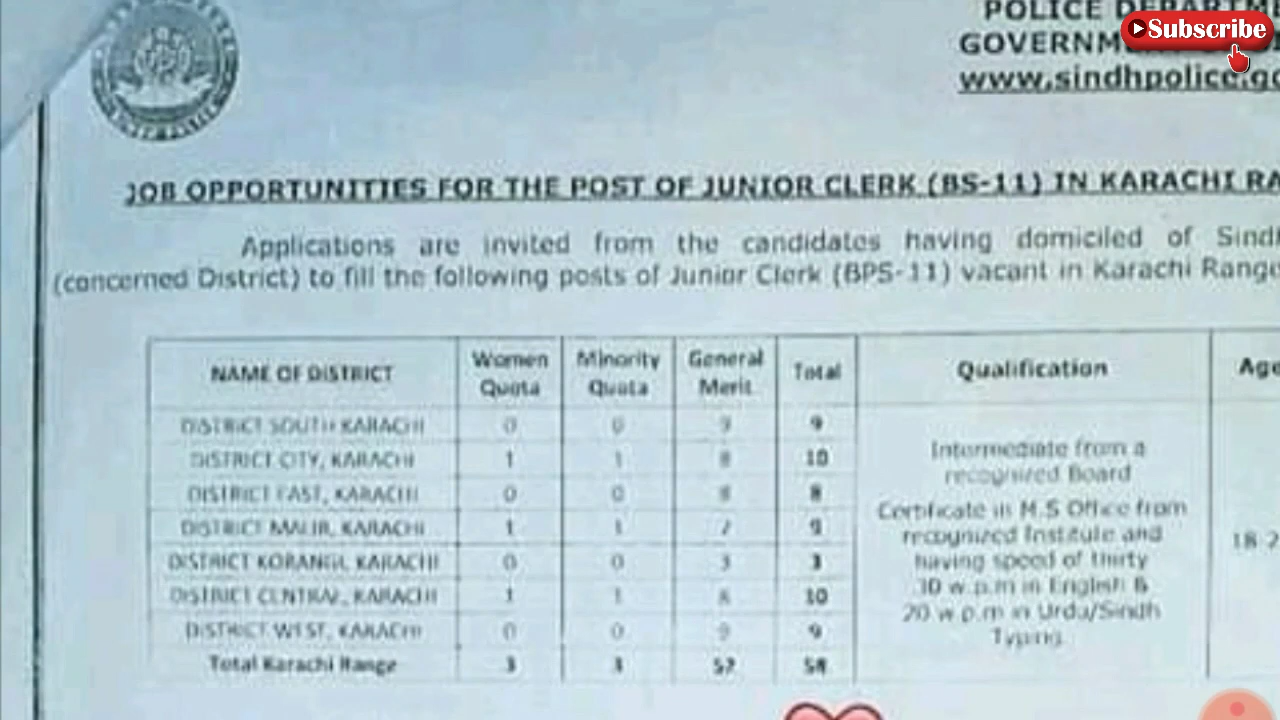 POLICE DEPARTME
Subscribe
GOVERNM
www.sindhpolice.go
JOB OPPORTUNITIES FOR THE POST OF JUNIOR CLERK (BS-11) IN KARACHI RA
Applications are invited from the candidates having domiciled of Sindh
(concerned District) to fill the following posts of Junior Clerk (BPS-11) vacant in Karachi Range
NAME OF DISTRICT Women Quota Minority Quota General Merit Total Qualification Age
DISTRICT SOUTH KARACHI 0 0 9 9
DISTRICT CITY, KARACHI 1 1 8 10
DISTRICT EAST, KARACHI 0 0 8 8
DISTRICT MALIR, KARACHI 1 1 7 9
DISTRICT KORANGI, KARACHI 0 0 3 3
DISTRICT CENTRAL, KARACHI 1 1 8 10
DISTRICT WEST, KARACHI 0 0 9 9
Total Karachi Range 3 3 52 58
Intermediate from a
recognized Board
Certificate in M.S Office from
recognized Institute and
having speed of thirty
30 w.p.m in English &
20 w.p.m in Urdu/Sindh
Typing
18-2